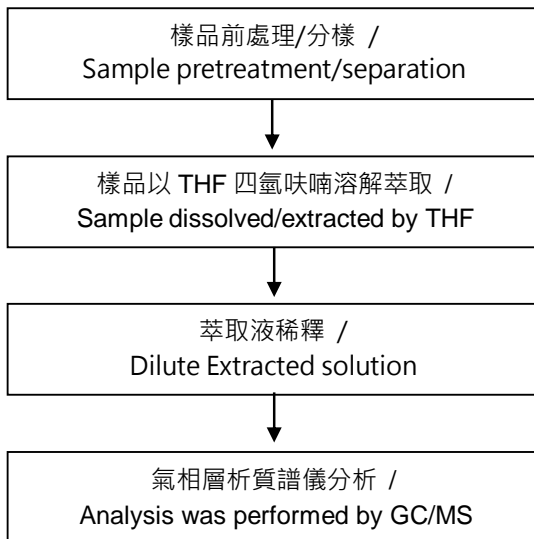 樣品前處理/分樣 /
Sample pretreatment/separation
樣品以 THF 四氫呋喃溶解萃取 /
Sample dissolved/extracted by THF
萃取液稀釋 /
Dilute Extracted solution
氣相層析質譜儀分析 /
Analysis was performed by GC/MS